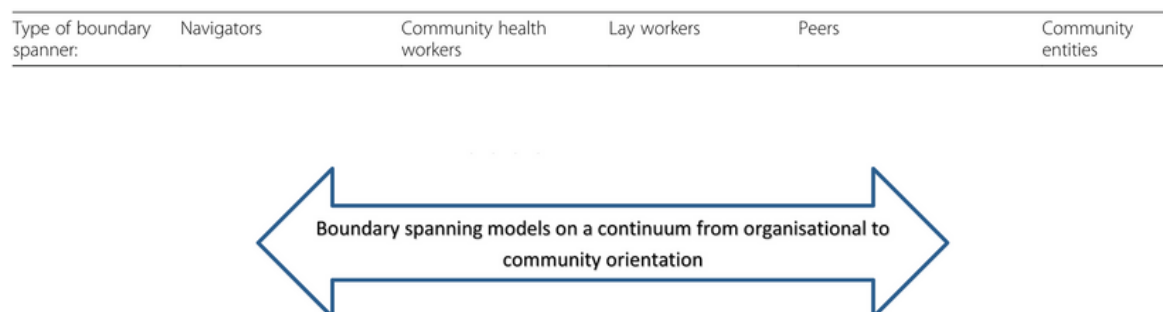 Type of boundary Navigators Community health Lay workers Peers Community
spanner: workers entities
Boundary spanning models on a continuum from organisational to
community orientation